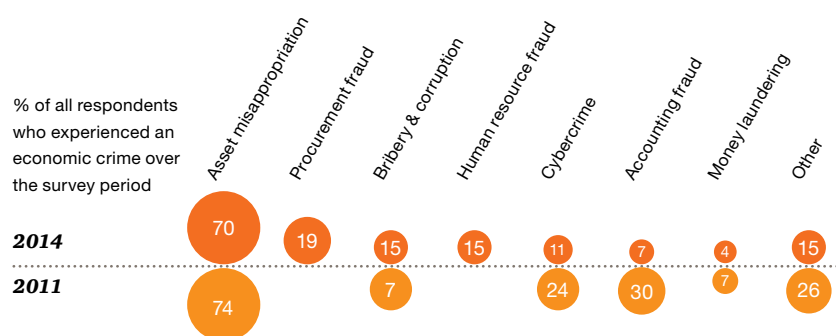 % of all respondents
who experienced an
economic crime over
the survey period
Asset misappropriation
Procurement fraud
Bribery & corruption
Human resource fraud
Cybercrime
Accounting fraud
Money laundering
Other
2014
70
19
15
15
11
7
4
15
2011
74
7
24
30
7
26